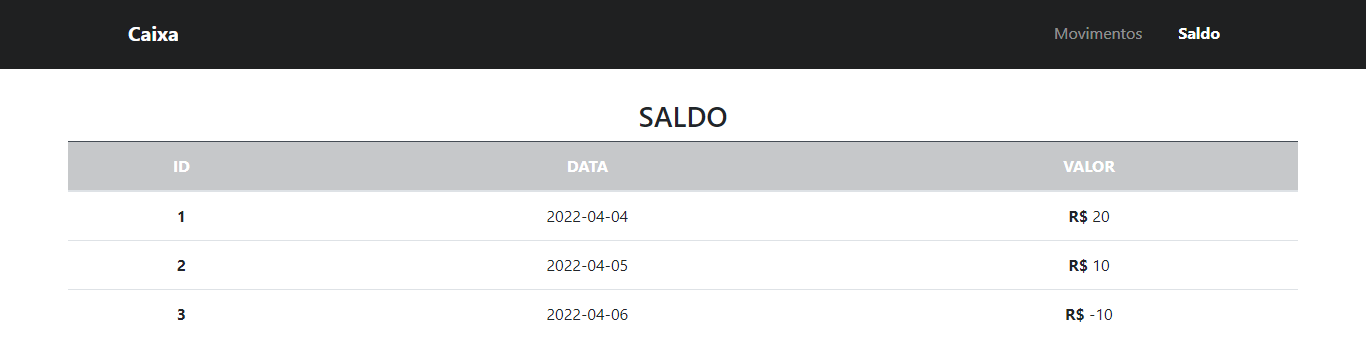 Caixa Movimentos Saldo
SALDO
ID DATA VALOR
1 2022-04-04 R$ 20
2 2022-04-05 R$ 10
3 2022-04-06 R$ -10